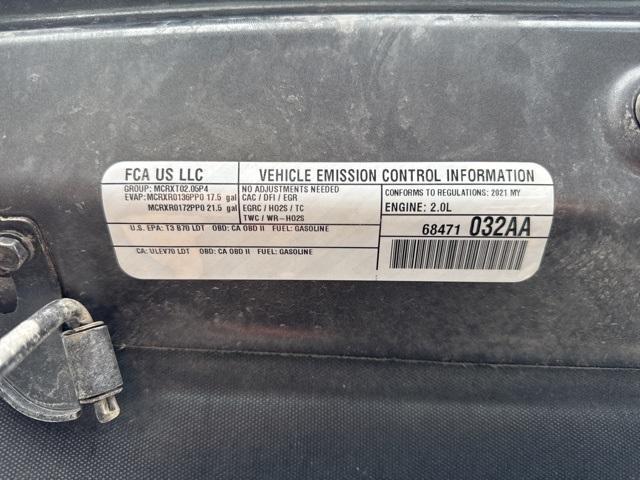 FCA US LLC
VEHICLE EMISSION CONTROL INFORMATION
GROUP: MCRXT02.05P4
EVAP: MCRXR0136PP0 17.5 gal
MCRXR0172PP0 21.5 gal
NO ADJUSTMENTS NEEDED
CAC / DFI / EGR
EGRC / HO2S / TC
TWC / WR-HO2S
CONFORMS TO REGULATIONS: 2021 MY
ENGINE: 2.0L
U.S. EPA: T3 B70 LDT OBD: CA OBD II FUEL: GASOLINE
CA: ULEV70 LDT OBD: CA OBD II FUEL: GASOLINE
68471 032AA